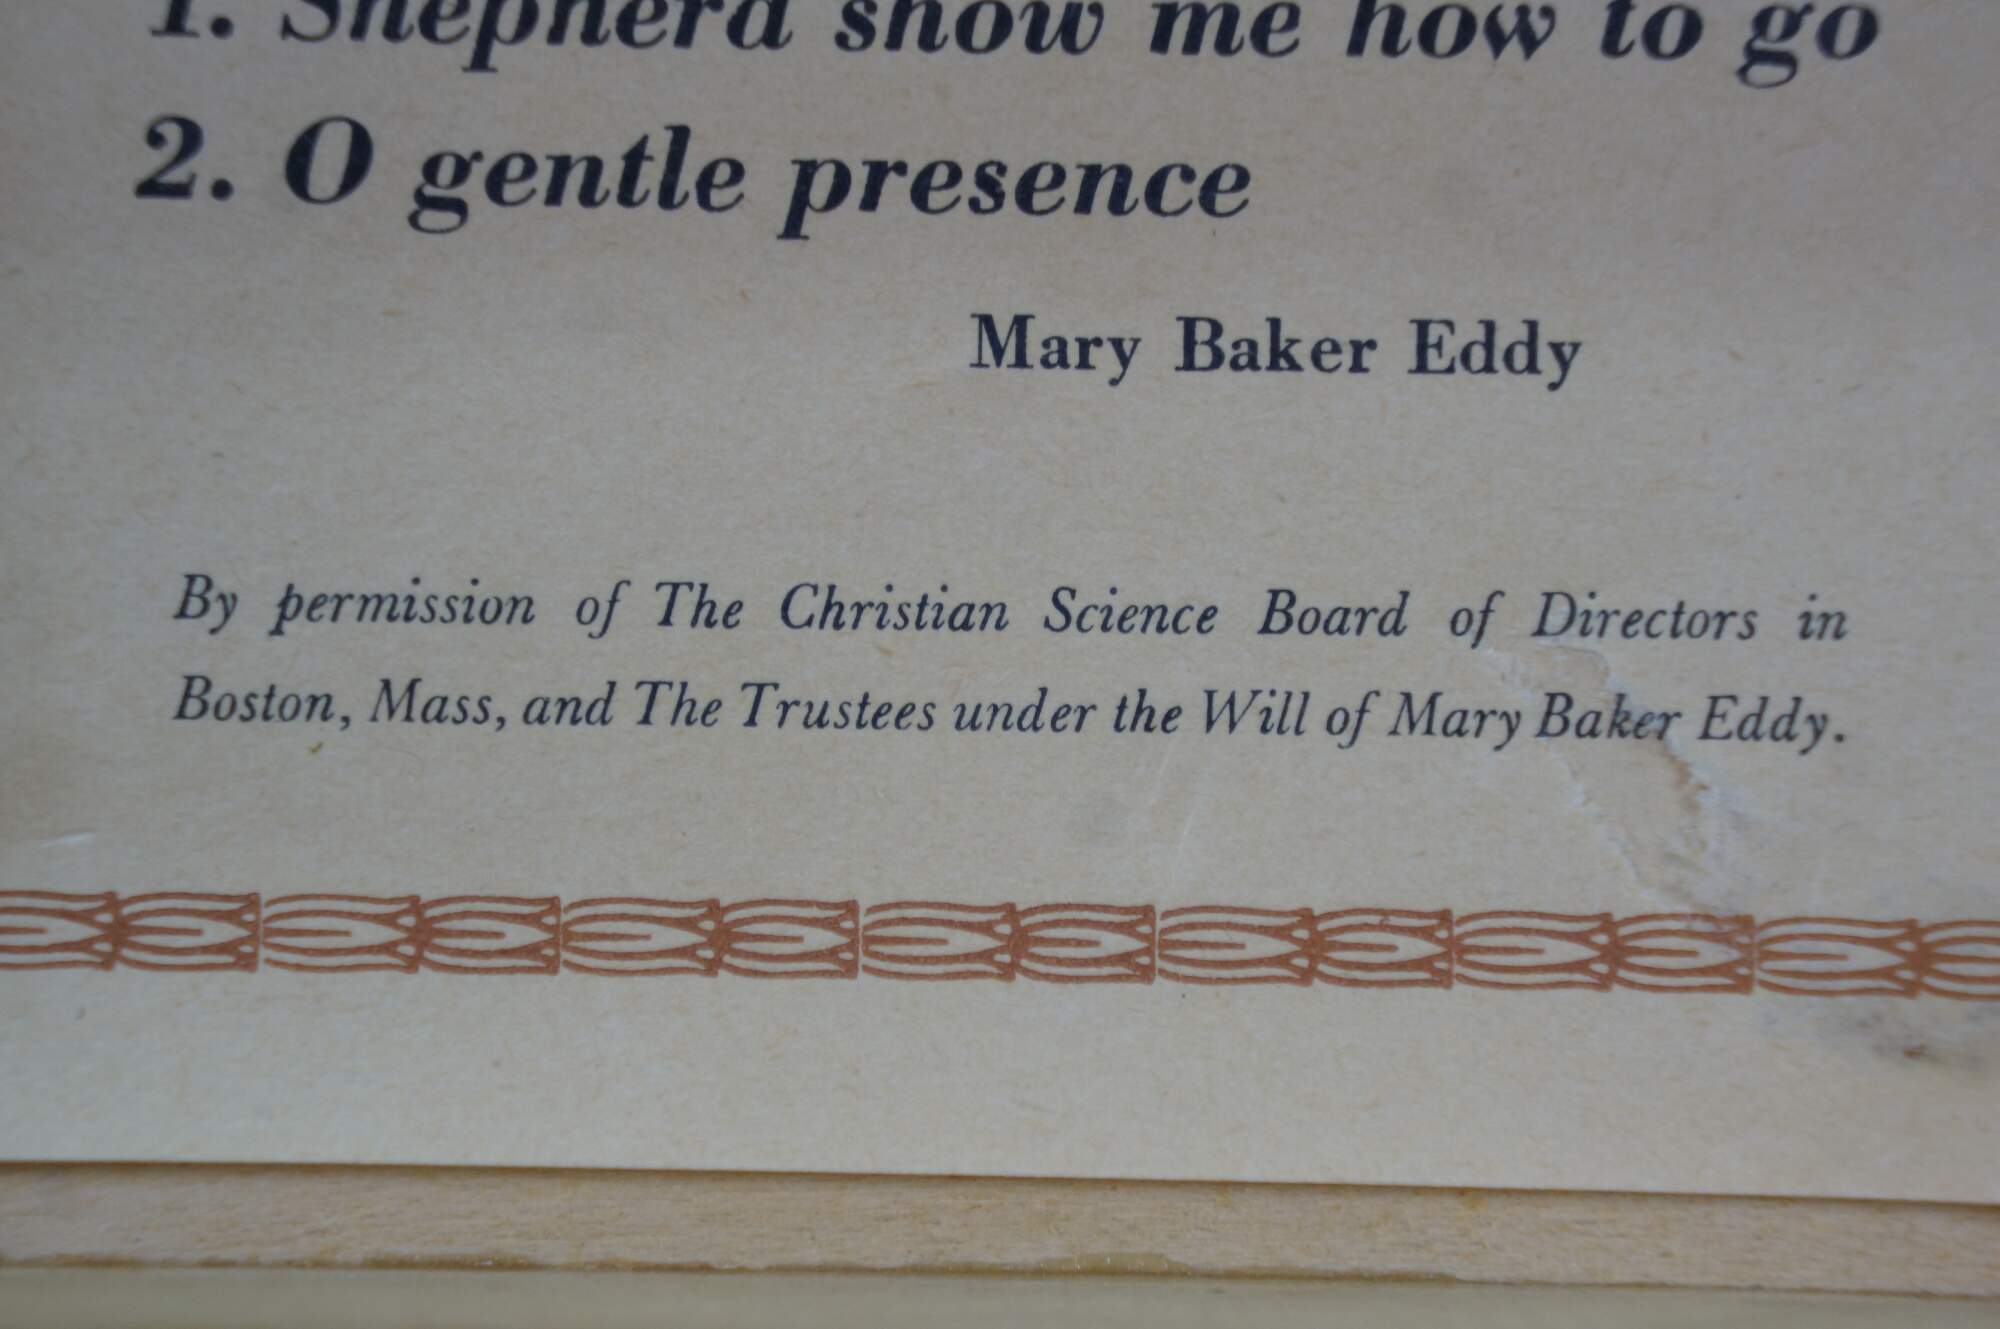 1. Shepherd show me how to go
2. O gentle presence
Mary Baker Eddy
By permission of The Christian Science Board of Directors in
Boston, Mass, and The Trustees under the Will of Mary Baker Eddy.